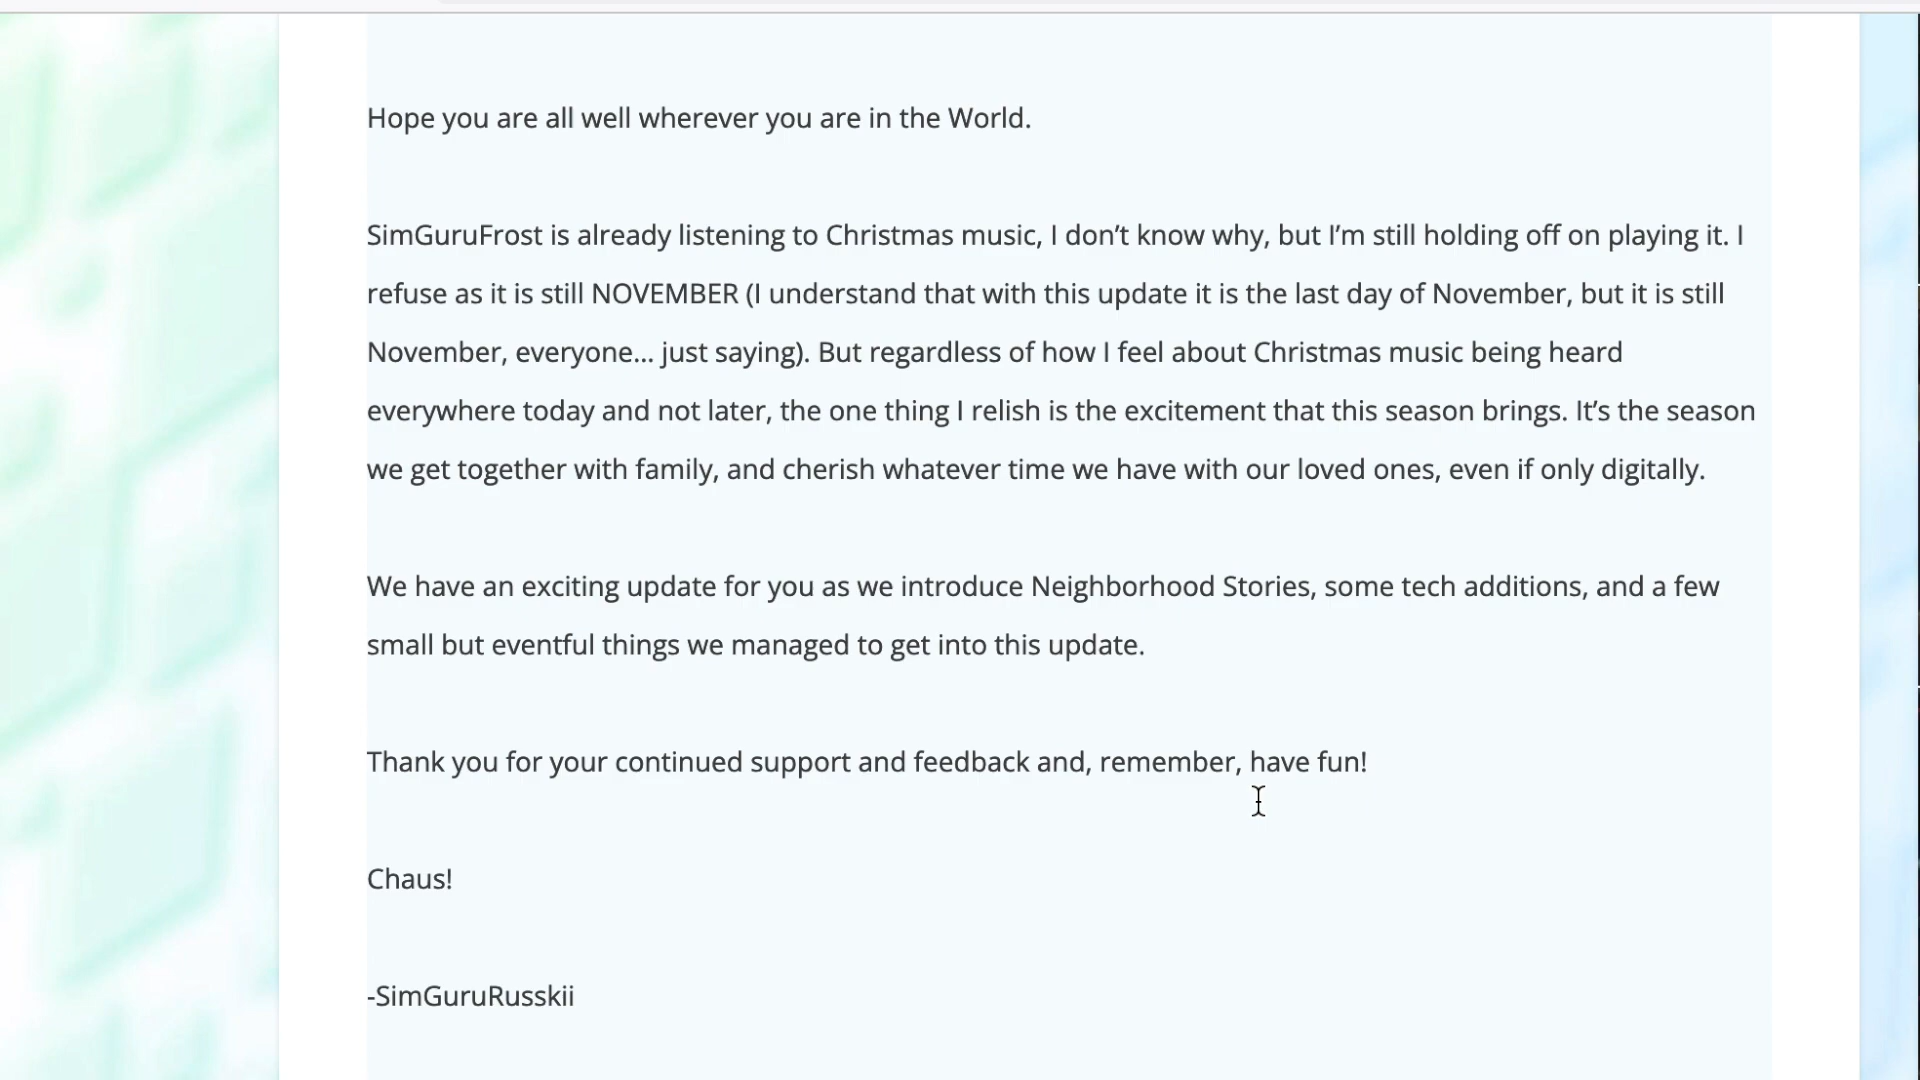 Hope you are all well wherever you are in the World.
SimGuruFrost is already listening to Christmas music, I don’t know why, but I’m still holding off on playing it. I
refuse as it is still NOVEMBER (I understand that with this update it is the last day of November, but it is still
November, everyone... just saying). But regardless of how I feel about Christmas music being heard
everywhere today and not later, the one thing I relish is the excitement that this season brings. It’s the season
we get together with family, and cherish whatever time we have with our loved ones, even if only digitally.
We have an exciting update for you as we introduce Neighborhood Stories, some tech additions, and a few
small but eventful things we managed to get into this update.
Thank you for your continued support and feedback and, remember, have fun!
Chaus!
-SimGuruRusskii